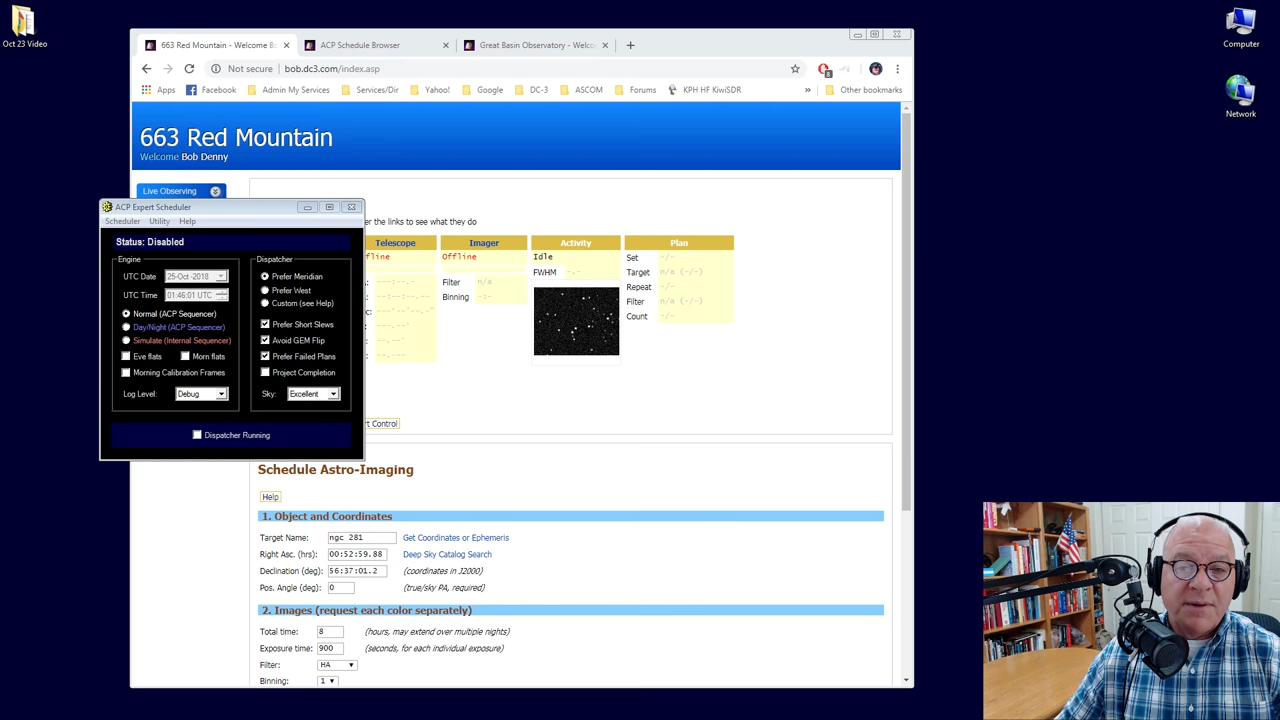 Oct 23 Video
Computer
Network
663 Red Mountain - Welcome Bo
ACP Schedule Browser
Great Basin Observatory - Welco
Not secure
bob.dc3.com/index.asp
8
Apps
Facebook
Admin My Services
Services/Dir
Yahoo!
Google
DC-3
ASCOM
Forums
KPH HF KiwiSDR
»
Other bookmarks
663 Red Mountain
Welcome Bob Denny
Live Observing
ACP Expert Scheduler
Scheduler Utility Help
Status: Disabled
Engine
UTC Date 25-Oct -2018
UTC Time 01:46:01 UTC
Normal (ACP Sequencer)
Day/Night (ACP Sequencer)
Simulate (Internal Sequencer)
Eve flats Morn flats
Morning Calibration Frames
Log Level: Debug
Dispatcher
Prefer Meridian
Prefer West
Custom (see Help)
Prefer Short Slews
Avoid GEM Flip
Prefer Failed Plans
Project Completion
Sky: Excellent
Dispatcher Running
er the links to see what they do
Telescope
ffline
---:--.-
--:--:--.--
--°--'--.-"
---.--°
---.--°
Imager
Offline
Filter n/a
Binning -:-
Activity
Idle
FWHM -.-
Plan
Set -/-
Target n/a (-/-)
Repeat -/-
Filter n/a (-/-)
Count -/-
rt Control
Schedule Astro-Imaging
Help
1. Object and Coordinates
Target Name: ngc 281 Get Coordinates or Ephemeris
Right Asc. (hrs): 00:52:59.88 Deep Sky Catalog Search
Declination (deg): 56:37:01.2 (coordinates in J2000)
Pos. Angle (deg): 0 (true/sky PA, required)
2. Images (request each color separately)
Total time: 8 (hours, may extend over multiple nights)
Exposure time: 900 (seconds, for each individual exposure)
Filter: HA
Binning: 1